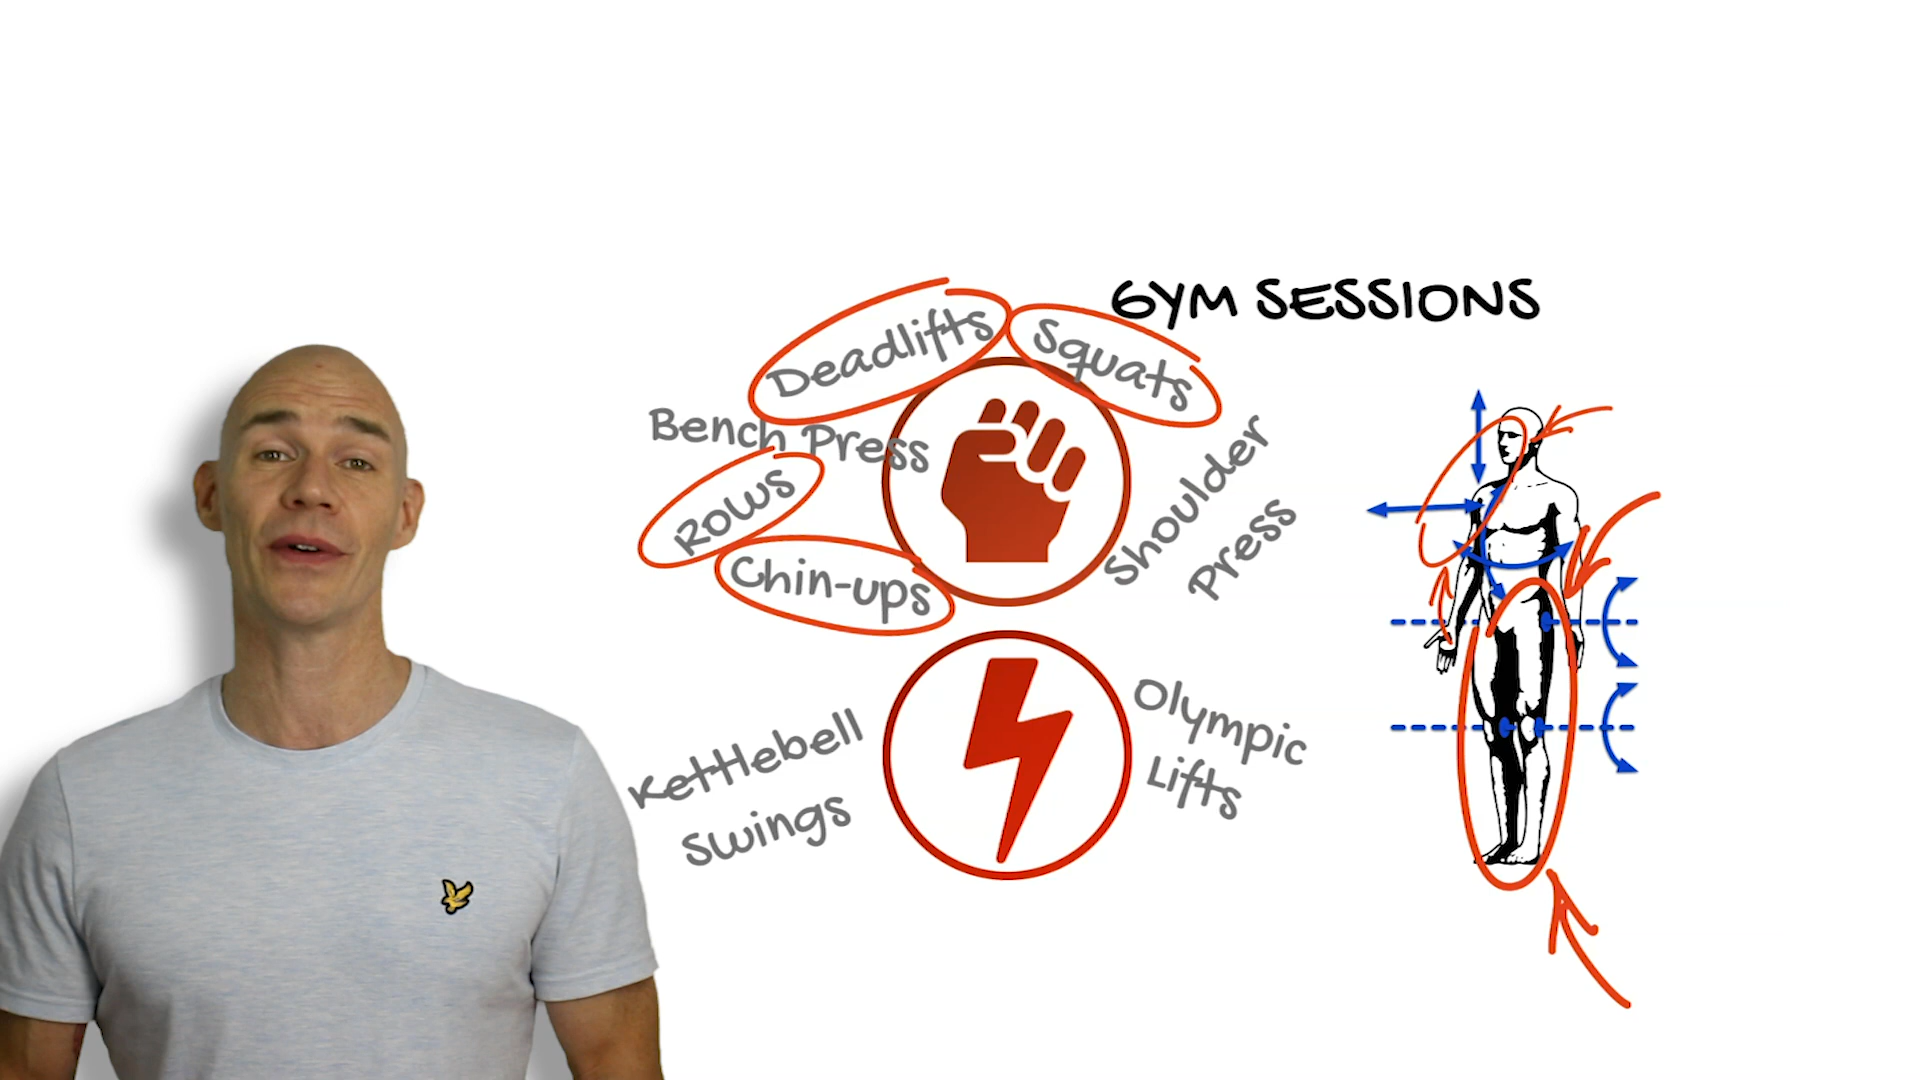 GYM SESSIONS
Deadlifts
Squats
Bench Press
Rows
Chin-ups
Shoulder
Press
Kettlebell
Swings
Olympic
Lifts